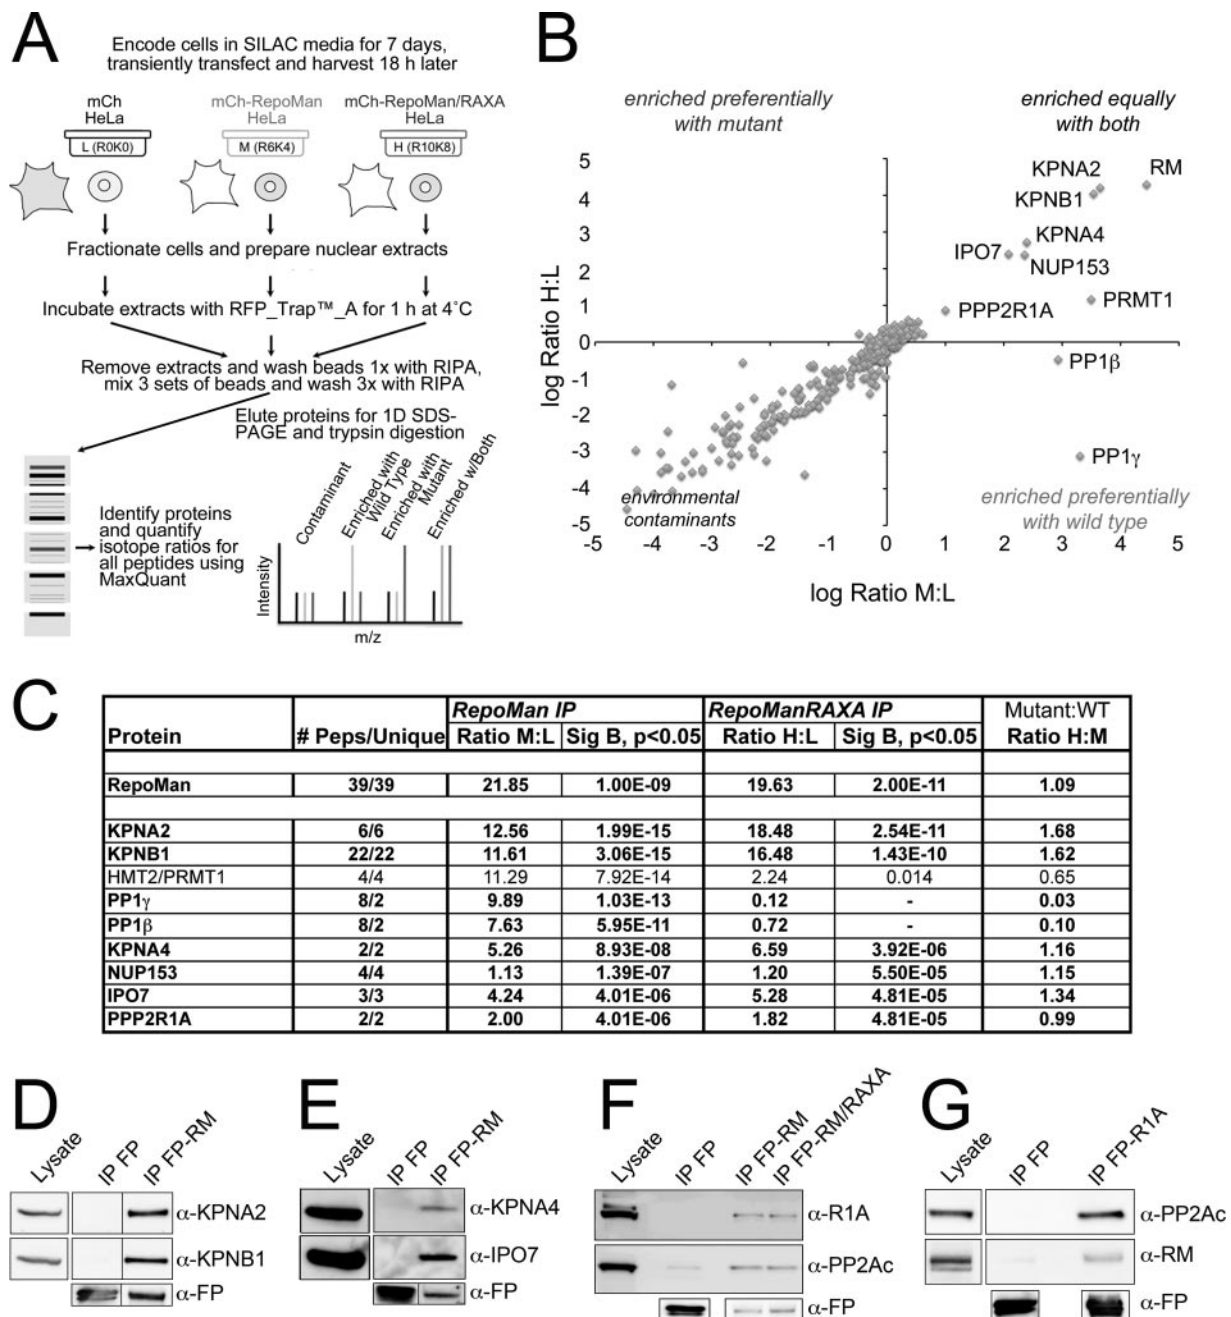 A
Encode cells in SILAC media for 7 days,
transiently transfect and harvest 18 h later
mCh
HeLa
L (R0K0)
mCh-RepoMan
HeLa
M (R6K4)
mCh-RepoMan/RAXA
HeLa
H (R10K8)
Fractionate cells and prepare nuclear extracts
Incubate extracts with RFP_Trap™_A for 1 h at 4˚C
Remove extracts and wash beads 1x with RIPA,
mix 3 sets of beads and wash 3x with RIPA
Elute proteins for 1D SDS-
PAGE and trypsin digestion
Identify proteins
and quantify
isotope ratios for
all peptides using
MaxQuant
Contaminant
Enriched with
Wild Type
Enriched with
Mutant
Enriched w/Both
Intensity
m/z
B
enriched preferentially
with mutant
enriched equally
with both
log Ratio H:L
5
4
3
2
1
0
-1
-2
-3
-4
-5
KPNA2
RM
KPNB1
KPNA4
IPO7
NUP153
PPP2R1A
PRMT1
PP1β
PP1γ
environmental
contaminants
enriched preferentially
with wild type
-5 -4 -3 -2 -1 0 1 2 3 4 5
log Ratio M:L
C
RepoMan IP RepoManRAXA IP Mutant:WT
Protein # Peps/Unique Ratio M:L Sig B, p<0.05 Ratio H:L Sig B, p<0.05 Ratio H:M
RepoMan 39/39 21.85 1.00E-09 19.63 2.00E-11 1.09
KPNA2 6/6 12.56 1.99E-15 18.48 2.54E-11 1.68
KPNB1 22/22 11.61 3.06E-15 16.48 1.43E-10 1.62
HMT2/PRMT1 4/4 11.29 7.92E-14 2.24 0.014 0.65
PP1γ 8/2 9.89 1.03E-13 0.12 - 0.03
PP1β 8/2 7.63 5.95E-11 0.72 - 0.10
KPNA4 2/2 5.26 8.93E-08 6.59 3.92E-06 1.16
NUP153 4/4 1.13 1.39E-07 1.20 5.50E-05 1.15
IPO7 3/3 4.24 4.01E-06 5.28 4.81E-05 1.34
PPP2R1A 2/2 2.00 4.01E-06 1.82 4.81E-05 0.99
D
Lysate
IP FP
IP FP-RM
α-KPNA2
α-KPNB1
α-FP
E
Lysate
IP FP
IP FP-RM
α-KPNA4
α-IPO7
α-FP
F
Lysate
IP FP
IP FP-RM
IP FP-RM/RAXA
α-R1A
α-PP2Ac
α-FP
G
Lysate
IP FP
IP FP-R1A
α-PP2Ac
α-RM
α-FP